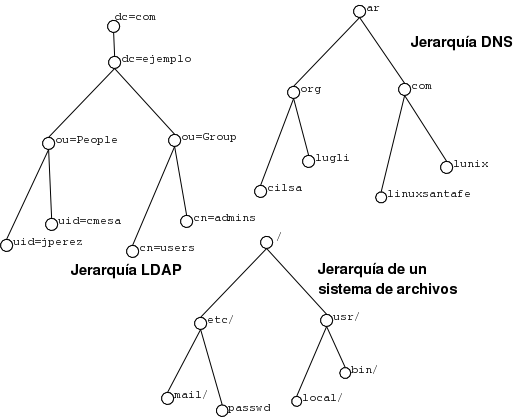 dc=com
dc=ejemplo
ou=People
ou=Group
uid=cmesa
uid=jperez
cn=admins
cn=users
Jerarquía LDAP
ar
Jerarquía DNS
org
com
lugli
lunix
cilsa
linuxsantafe
/
Jerarquía de un
sistema de archivos
etc/
usr/
bin/
mail/
local/
passwd